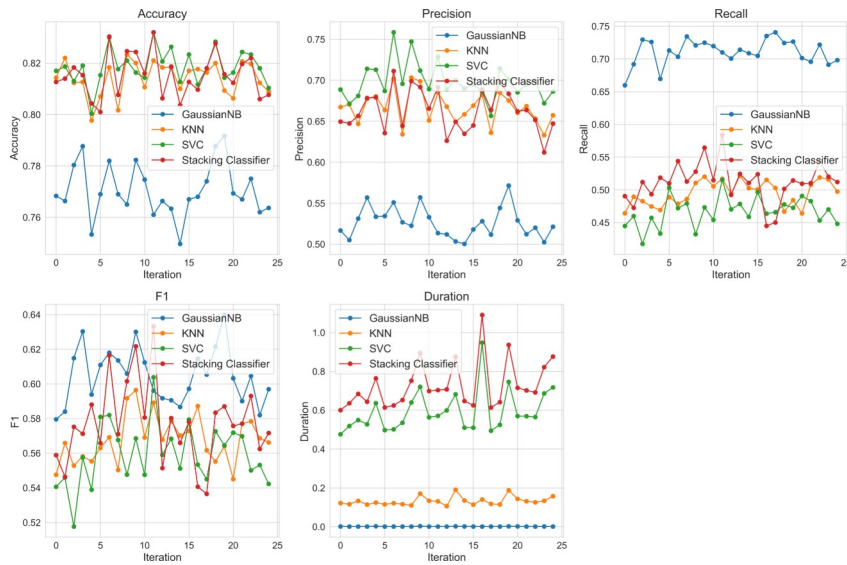 Accuracy
0.82
0.80
0.78
0.76
Accuracy
GaussianNB
KNN
SVC
Stacking Classifier
0 5 10 15 20 25
Iteration
Precision
0.75
0.70
0.65
0.60
0.55
0.50
Precision
GaussianNB
KNN
SVC
Stacking Classifier
0 5 10 15 20 25
Iteration
Recall
0.75
0.70
0.65
0.60
0.55
0.50
0.45
Recall
GaussianNB
KNN
SVC
Stacking Classifier
0 5 10 15 20 25
Iteration
F1
0.64
0.62
0.60
0.58
0.56
0.54
0.52
F1
GaussianNB
KNN
SVC
Stacking Classifier
0 5 10 15 20 25
Iteration
Duration
1.0
0.8
0.6
0.4
0.2
0.0
Duration
GaussianNB
KNN
SVC
Stacking Classifier
0 5 10 15 20 25
Iteration